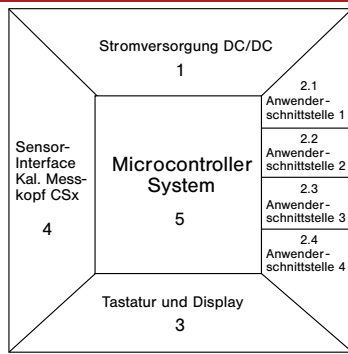 Stromversorgung DC/DC
1
2.1
Anwender-
schnittstelle 1
2.2
Anwender-
schnittstelle 2
2.3
Anwender-
schnittstelle 3
2.4
Anwender-
schnittstelle 4
Sensor-
Interface
Kal. Mess-
kopf CSx
4
Microcontroller
System
5
Tastatur und Display
3